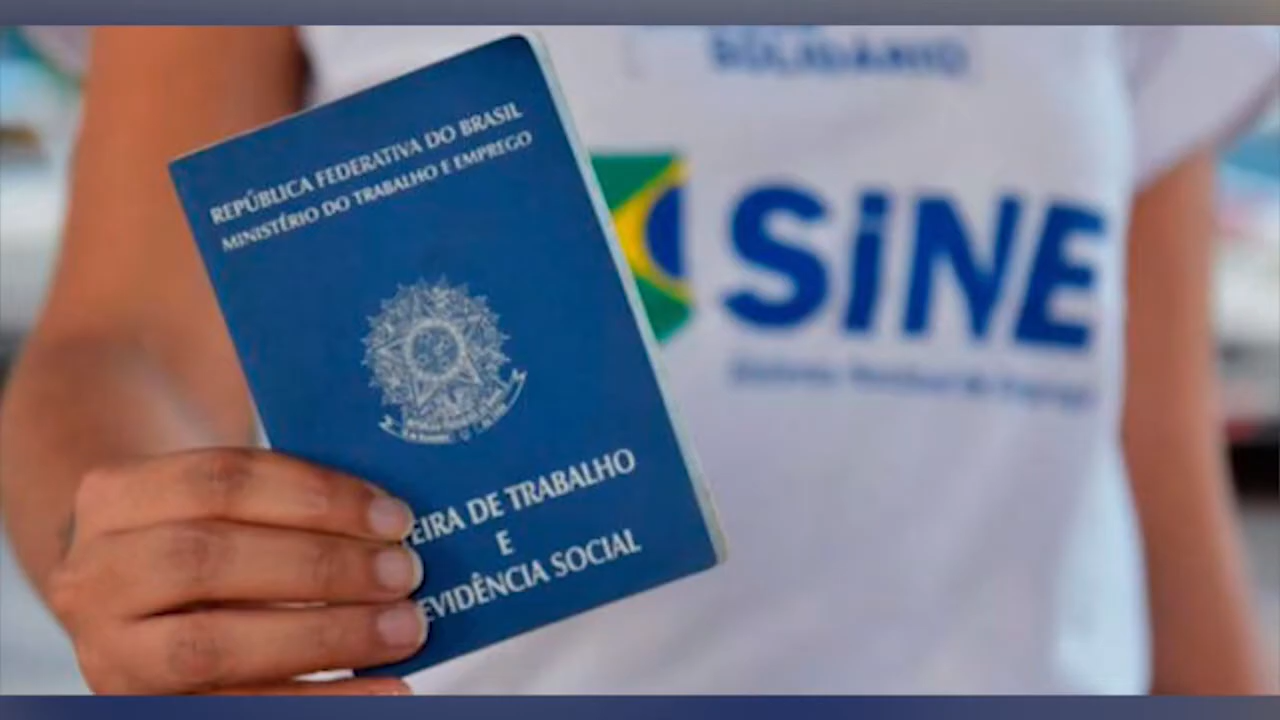 REPÚBLICA FEDERATIVA DO BRASIL
MINISTÉRIO DO TRABALHO E EMPREGO
EIRA DE TRABALHO
E
EVIDÊNCIA SOCIAL
SiNE